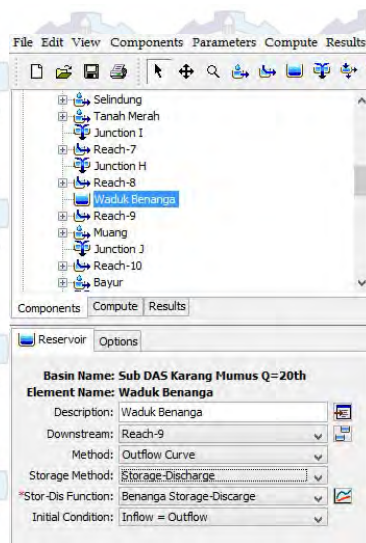 File Edit View Components Parameters Compute Results
Selindung
Tanah Merah
Junction I
Reach-7
Junction H
Reach-8
Waduk Benanga
Reach-9
Muang
Junction J
Reach-10
Bayur
Components Compute Results
Reservoir Options
Basin Name: Sub DAS Karang Mumus Q=20th
Element Name: Waduk Benanga
Description: Waduk Benanga
Downstream: Reach-9
Method: Outflow Curve
Storage Method: Storage-Discharge
*Stor-Dis Function: Benanga Storage-Discarge
Initial Condition: Inflow = Outflow